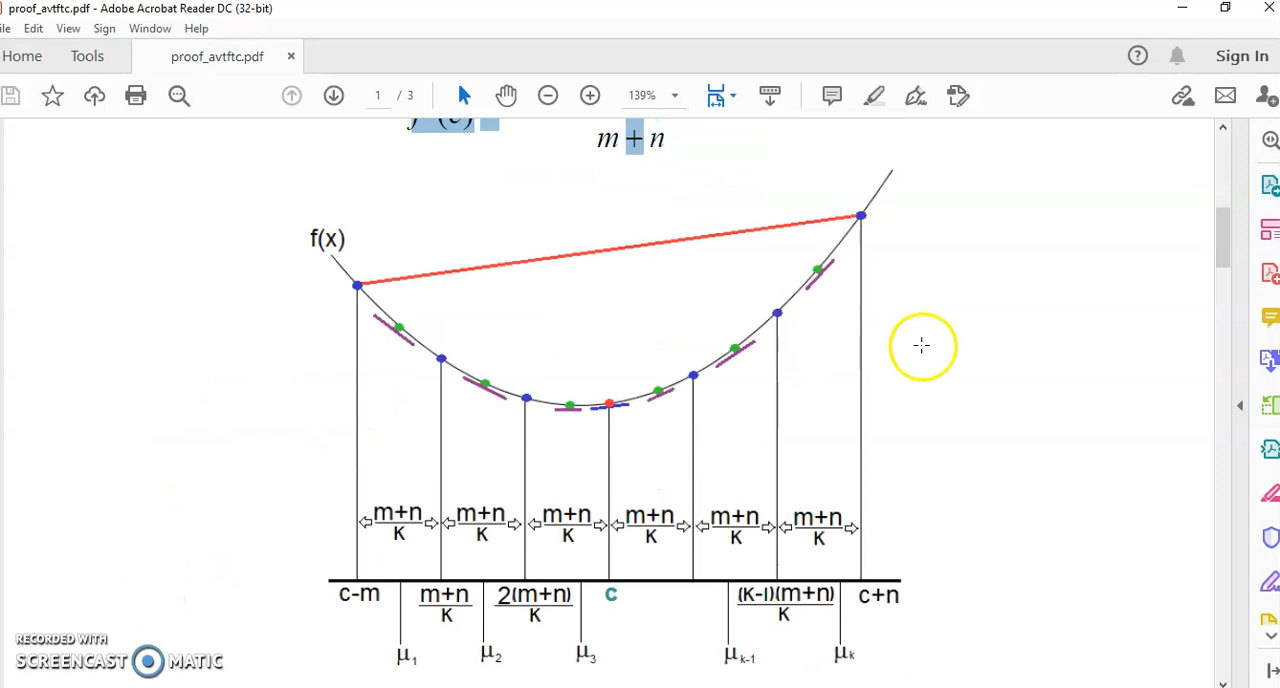 proof_avtftc.pdf - Adobe Acrobat Reader DC (32-bit)
ile Edit View Sign Window Help
Home Tools proof_avtftc.pdf × ? Sign In
1 / 3 139%
f (c)
m + n
f(x)
m+n m+n m+n m+n m+n m+n
K K K K K K
c-m m+n 2(m+n) c (K-1)(m+n) c+n
K K K
μ1 μ2 μ3 μk-1 μk
RECORDED WITH
SCREENCAST MATIC